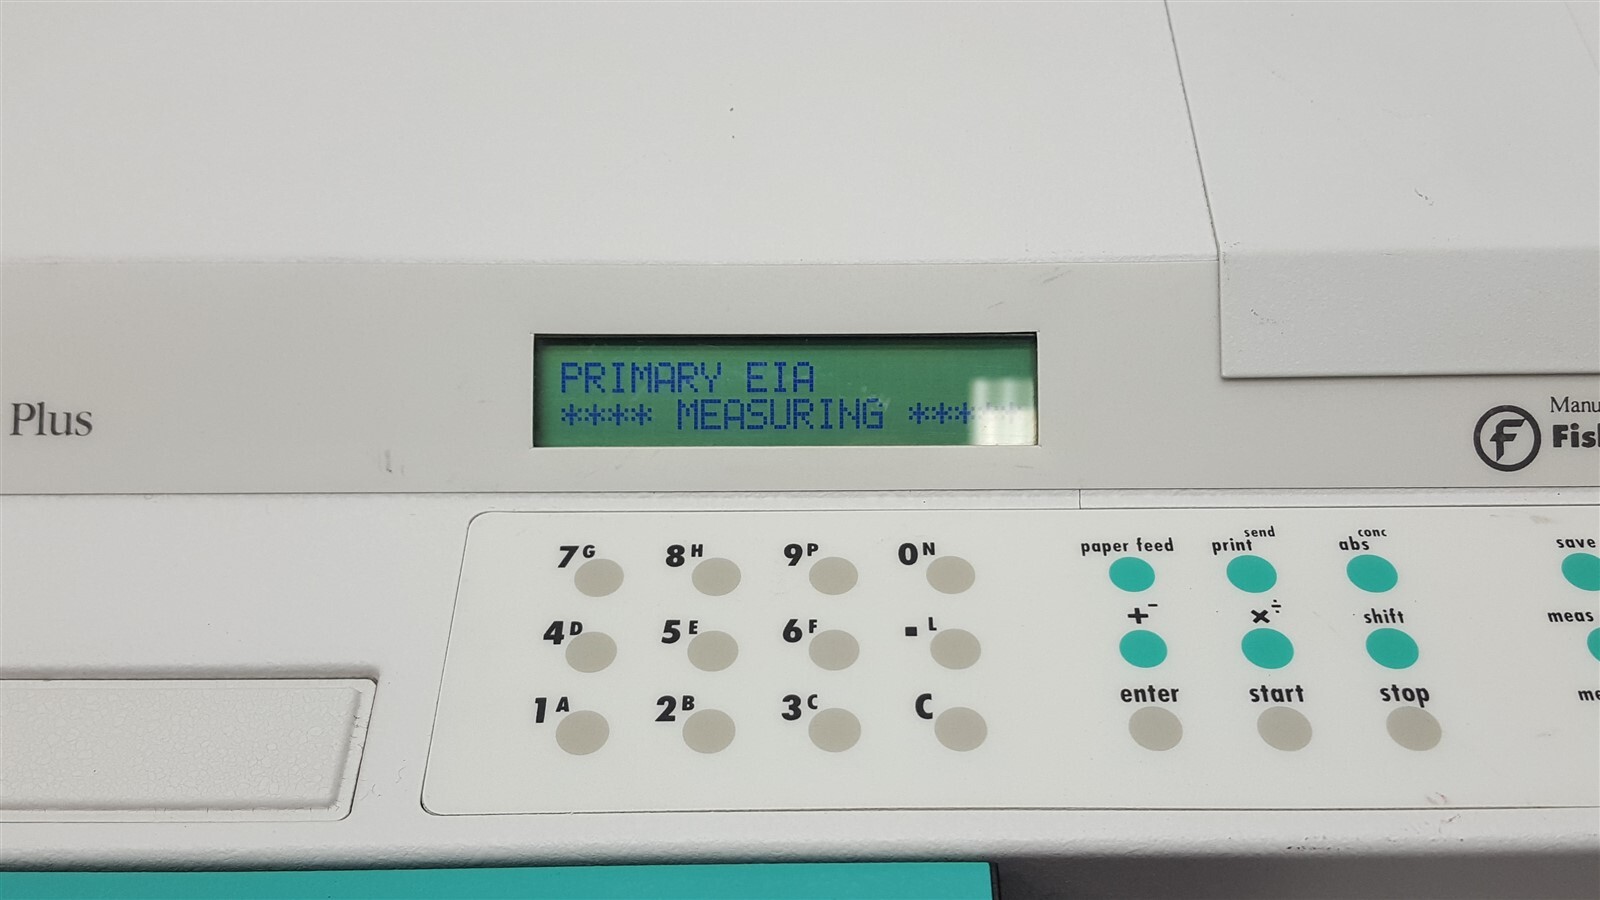 PRIMARY EIA
**** MEASURING ****
Plus
Manu
Fis
7G 8H 9P 0N
4D 5E 6F - L
1A 2B 3C C
paper feed print send abs conc save
+- ×÷ shift meas
enter start stop me